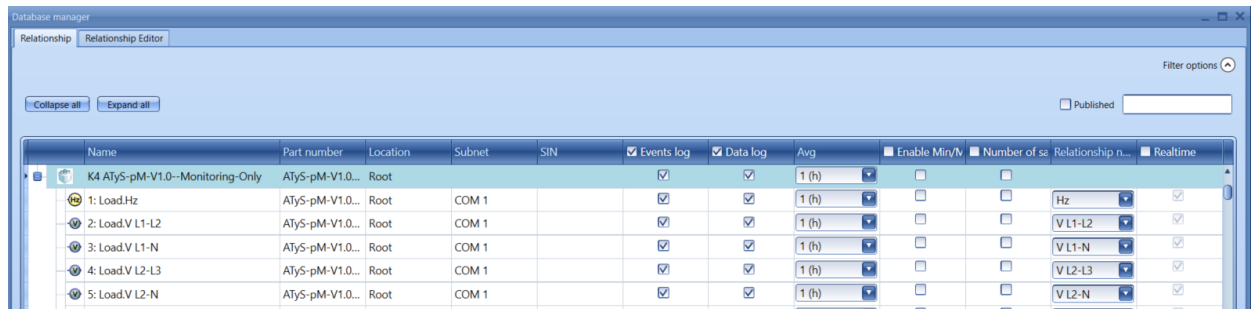 Database manager
Relationship Relationship Editor
Filter options
Collapse all Expand all Published
Name Part number Location Subnet SIN Events log Data log Avg Enable Min/M Number of sa Relationship n... Realtime
K4 ATyS-pM-V1.0--Monitoring-Only ATyS-pM-V1.0... Root 1 (h)
Hz 1: Load.Hz ATyS-pM-V1.0... Root COM 1 1 (h) Hz
V 2: Load.V L1-L2 ATyS-pM-V1.0... Root COM 1 1 (h) V L1-L2
V 3: Load.V L1-N ATyS-pM-V1.0... Root COM 1 1 (h) V L1-N
V 4: Load.V L2-L3 ATyS-pM-V1.0... Root COM 1 1 (h) V L2-L3
V 5: Load.V L2-N ATyS-pM-V1.0... Root COM 1 1 (h) V L2-N